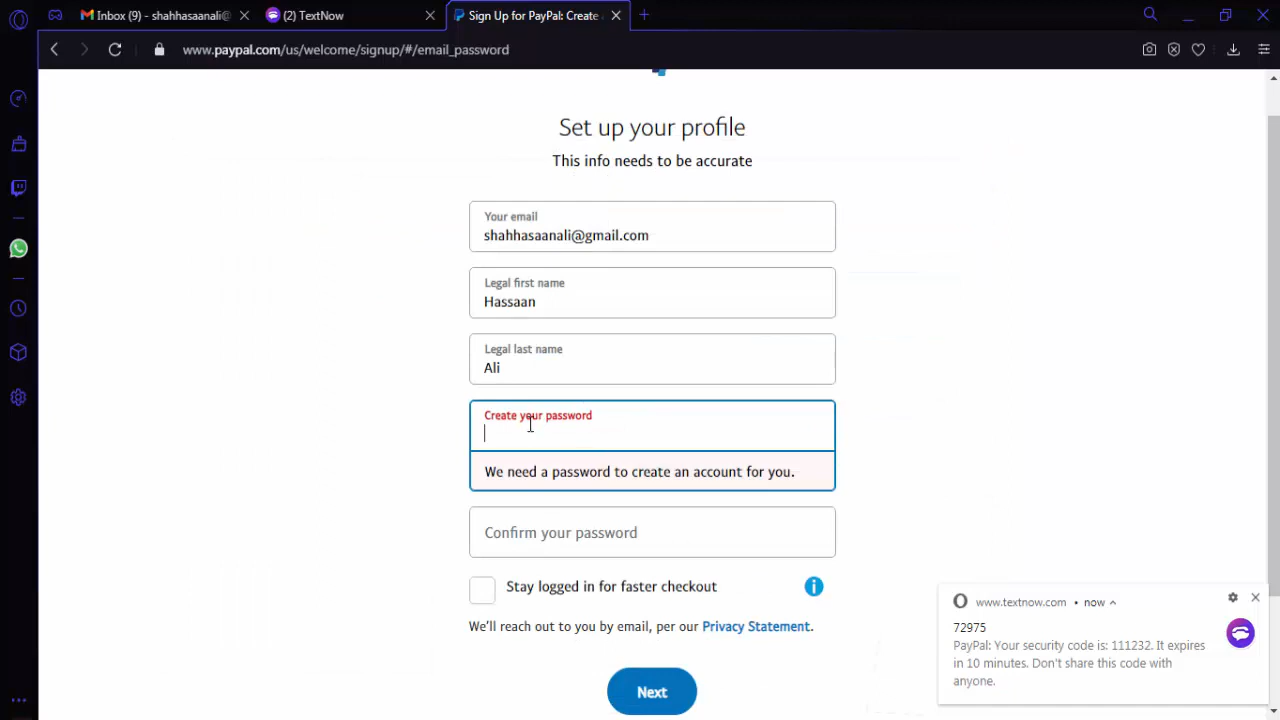 Inbox (9) - shahhasaanali@
(2) TextNow
Sign Up for PayPal: Create
www.paypal.com/us/welcome/signup/#/email_password
Set up your profile
This info needs to be accurate
Your email
shahhasaanali@gmail.com
Legal first name
Hassaan
Legal last name
Ali
Create your password
We need a password to create an account for you.
Confirm your password
Stay logged in for faster checkout
We'll reach out to you by email, per our Privacy Statement.
Next
www.textnow.com • now
72975
PayPal: Your security code is: 111232. It expires
in 10 minutes. Don't share this code with
anyone.